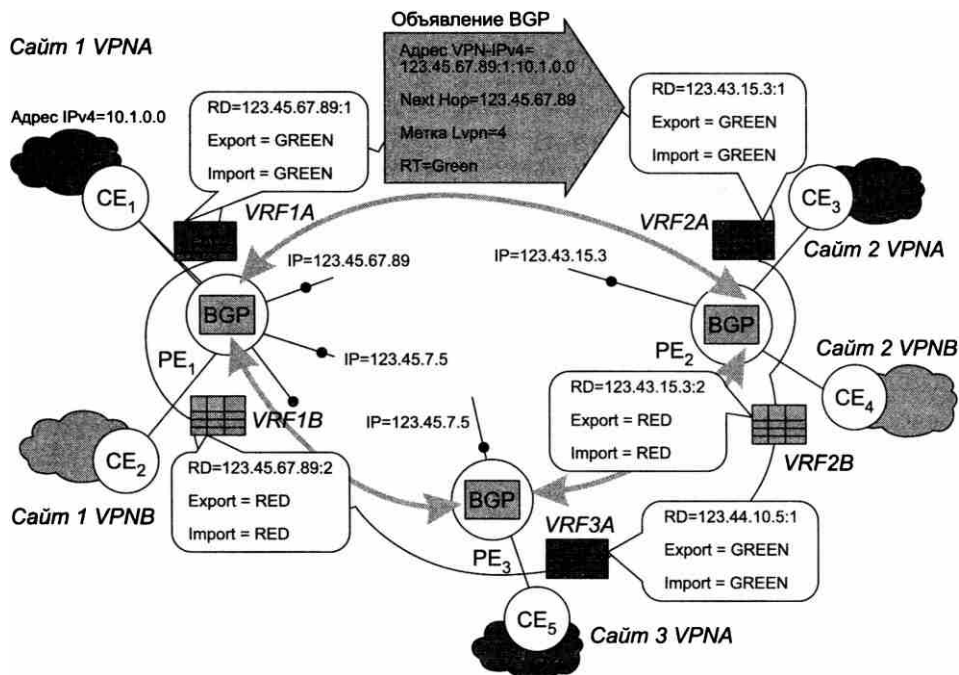 Объявление BGP
Сайт 1 VPNA
Адрес VPN-IPv4=
123.45.67.89:1:10.1.0.0
Next Hop=123.45.67.89
Метка Lvpn=4
RT=Green
Адрес IPv4=10.1.0.0
RD=123.45.67.89:1
Export = GREEN
Import = GREEN
RD=123.43.15.3:1
Export = GREEN
Import = GREEN
CE1
VRF1A
VRF2A
CE3
Сайт 2 VPNA
IP=123.45.67.89
IP=123.43.15.3
BGP
BGP
PE1
PE2
IP=123.45.7.5
Сайт 2 VPNB
CE4
VRF1B
IP=123.45.7.5
RD=123.43.15.3:2
Export = RED
Import = RED
VRF2B
CE2
Сайт 1 VPNB
RD=123.45.67.89:2
Export = RED
Import = RED
BGP
PE3
VRF3A
RD=123.44.10.5:1
Export = GREEN
Import = GREEN
CE5
Сайт 3 VPNA